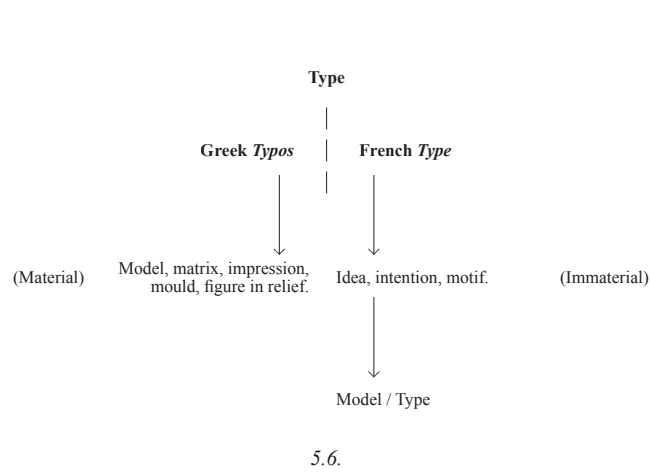 Type
Greek Typos
French Type
(Material)
Model, matrix, impression,
mould, figure in relief.
Idea, intention, motif.
(Immaterial)
Model / Type
5.6.